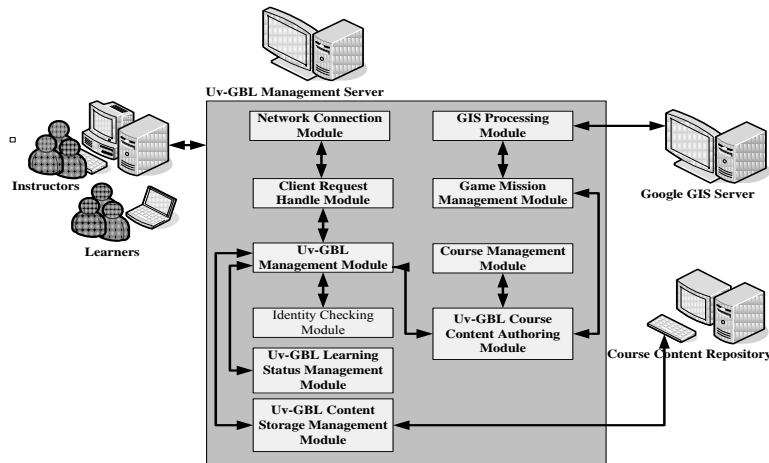 Uv-GBL Management Server
Network Connection
Module
GIS Processing
Module
Instructors
Client Request
Handle Module
Game Mission
Management Module
Google GIS Server
Learners
Uv-GBL
Management Module
Course Management
Module
Identity Checking
Module
Uv-GBL Course
Content Authoring
Module
Uv-GBL Learning
Status Management
Module
Course Content Repository
Uv-GBL Content
Storage Management
Module